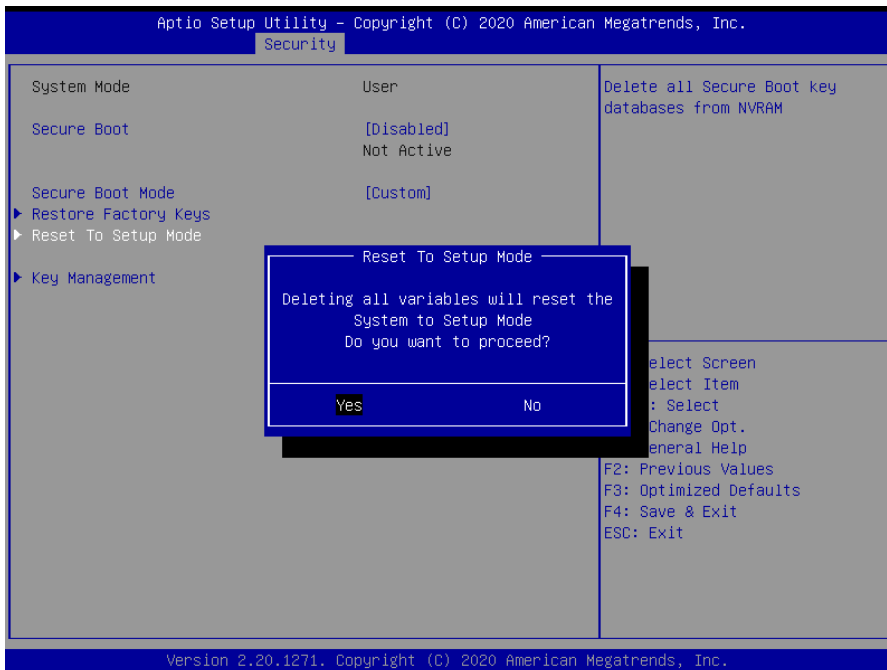 Aptio Setup Utility – Copyright (C) 2020 American Megatrends, Inc.
Security
System Mode User
Secure Boot [Disabled]
Not Active
Secure Boot Mode [Custom]
Restore Factory Keys
Reset To Setup Mode
Key Management
Delete all Secure Boot key
databases from NVRAM
Reset To Setup Mode
Deleting all variables will reset the
System to Setup Mode
Do you want to proceed?
Yes No
elect Screen
elect Item
: Select
Change Opt.
eneral Help
F2: Previous Values
F3: Optimized Defaults
F4: Save & Exit
ESC: Exit
Version 2.20.1271. Copyright (C) 2020 American Megatrends, Inc.